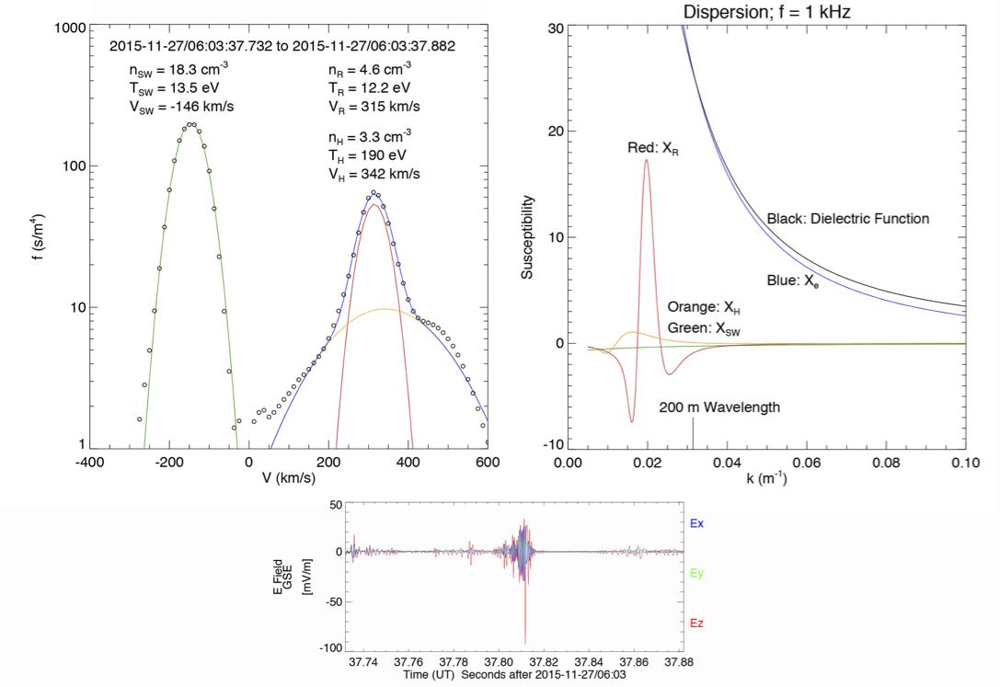 1000
100
10
1
f (s/m⁴)
2015-11-27/06:03:37.732 to 2015-11-27/06:03:37.882
n_SW = 18.3 cm⁻³
T_SW = 13.5 eV
V_SW = -146 km/s
n_R = 4.6 cm⁻³
T_R = 12.2 eV
V_R = 315 km/s
n_H = 3.3 cm⁻³
T_H = 190 eV
V_H = 342 km/s
-400 -200 0 200 400 600
V (km/s)
Dispersion; f = 1 kHz
30
20
10
0
-10
Susceptibility
Red: X_R
Black: Dielectric Function
Blue: X_e
Orange: X_H
Green: X_SW
200 m Wavelength
0.00 0.02 0.04 0.06 0.08 0.10
k (m⁻¹)
50
0
-50
-100
E_Field
GSE
[mV/m]
Ex
Ey
Ez
37.74 37.76 37.78 37.80 37.82 37.84 37.86 37.88
Time (UT) Seconds after 2015-11-27/06:03